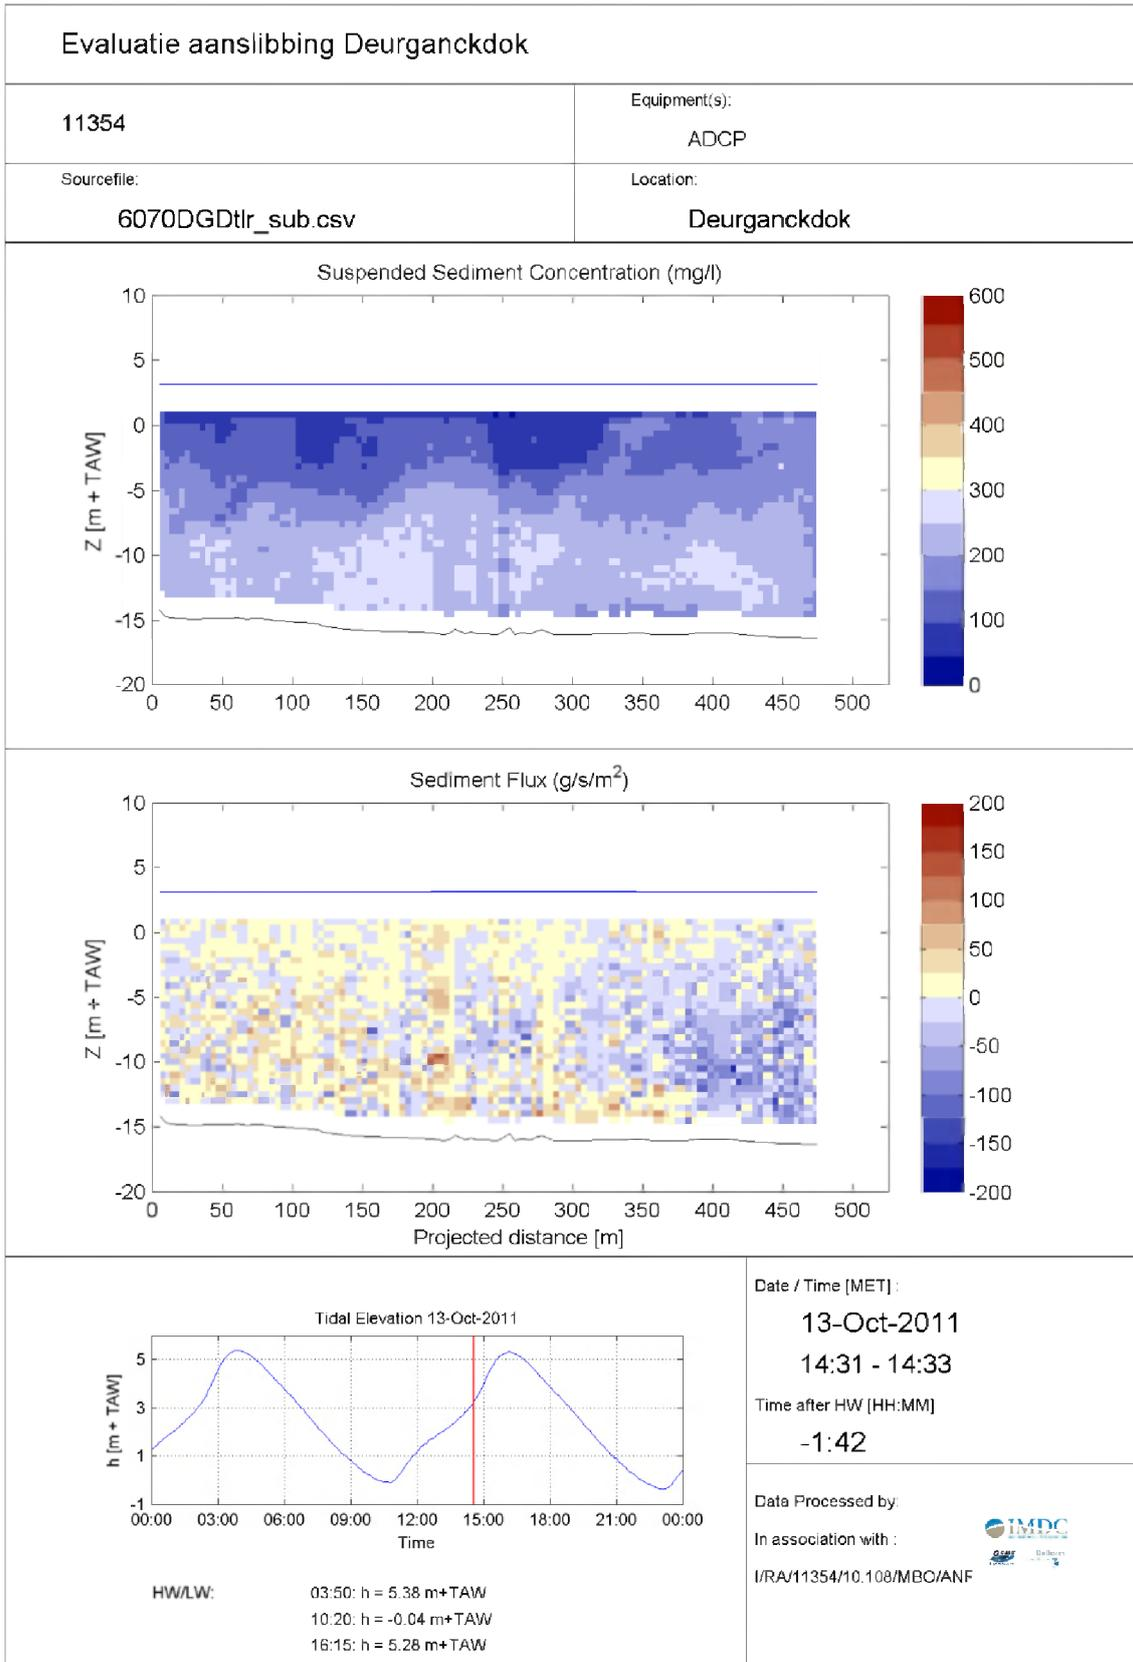 Evaluatie aanslibbing Deurganckdok
11354
Equipment(s):
ADCP
Sourcefile:
6070DGDtlr_sub.csv
Location:
Deurganckdok
Suspended Sediment Concentration (mg/l)
10
5
0
-5
-10
-15
-20
Z [m + TAW]
0 50 100 150 200 250 300 350 400 450 500
600
500
400
300
200
100
0
Sediment Flux (g/s/m²)
10
5
0
-5
-10
-15
-20
Z [m + TAW]
0 50 100 150 200 250 300 350 400 450 500
Projected distance [m]
200
150
100
50
0
-50
-100
-150
-200
Tidal Elevation 13-Oct-2011
5
3
1
-1
h [m + TAW]
00:00 03:00 06:00 09:00 12:00 15:00 18:00 21:00 00:00
Time
HW/LW:
03:50: h = 5.38 m+TAW
10:20: h = -0.04 m+TAW
16:15: h = 5.28 m+TAW
Date / Time [MET] :
13-Oct-2011
14:31 - 14:33
Time after HW [HH:MM]
-1:42
Data Processed by:
IMDC
In association with :
I/RA/11354/10.108/MBO/ANF